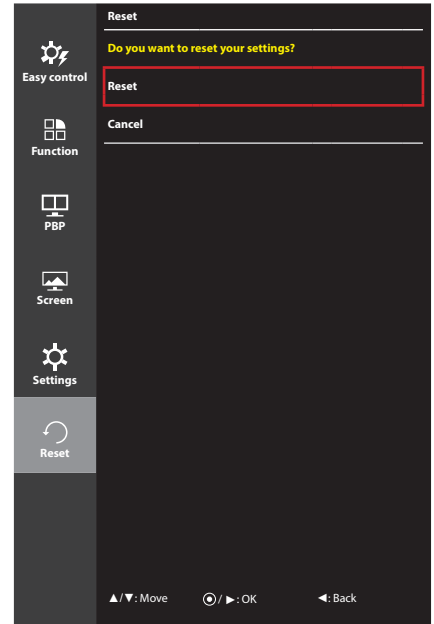 Reset
Do you want to reset your settings?
Reset
Cancel
Easy control
Function
PBP
Screen
Settings
Reset
▲/▼: Move ◉/ ►: OK ◄: Back